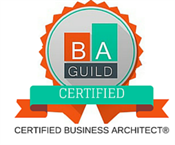 BA
GUILD
CERTIFIED
CERTIFIED BUSINESS ARCHITECT®